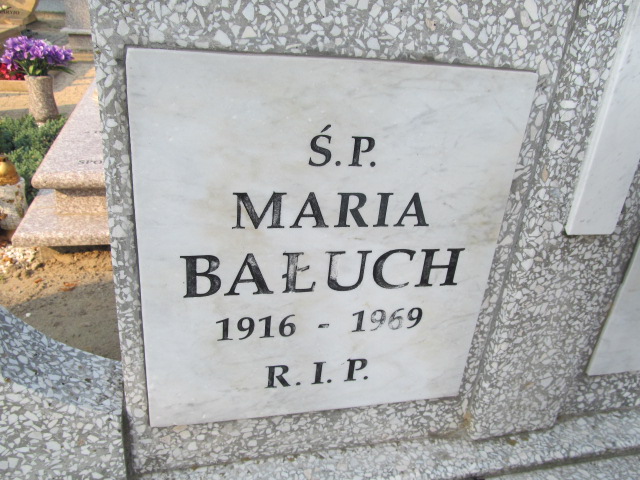 Ś.P.
MARIA
BAŁUCH
1916 - 1969
R.I.P.